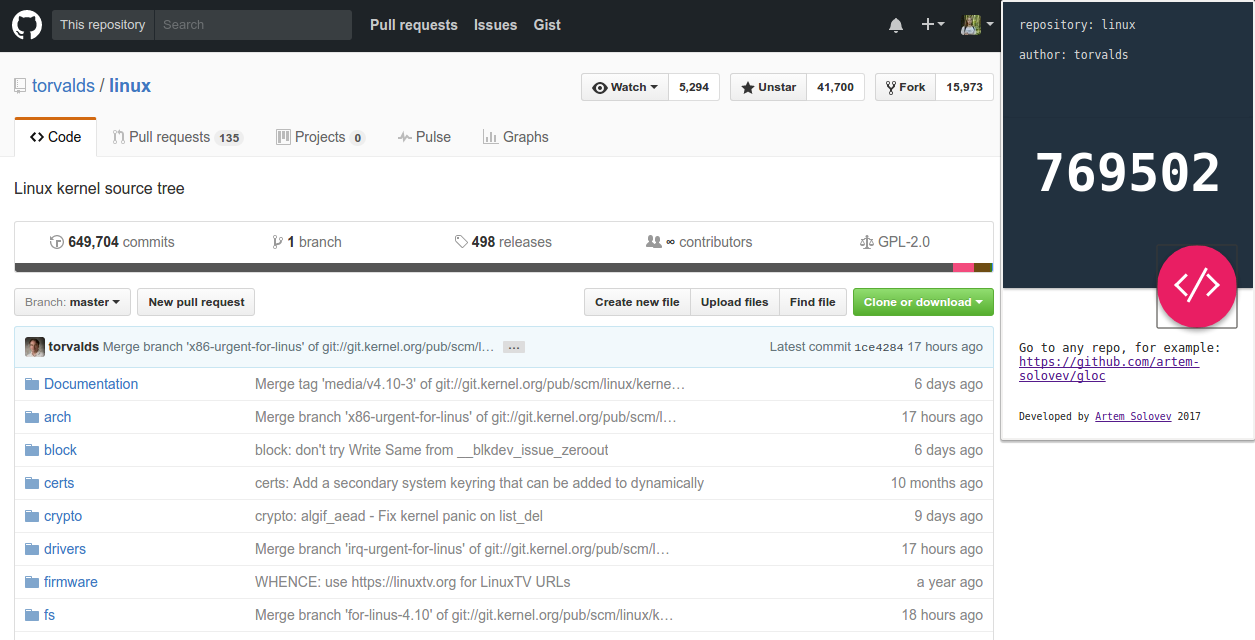 This repository Search Pull requests Issues Gist
torvalds / linux Watch 5,294 Unstar 41,700 Fork 15,973
Code Pull requests 135 Projects 0 Pulse Graphs
Linux kernel source tree
649,704 commits 1 branch 498 releases ∞ contributors GPL-2.0
Branch: master New pull request Create new file Upload files Find file Clone or download
torvalds Merge branch 'x86-urgent-for-linus' of git://git.kernel.org/pub/scm/l… … Latest commit 1ce4284 17 hours ago
Documentation Merge tag 'media/v4.10-3' of git://git.kernel.org/pub/scm/linux/kerne… 6 days ago
arch Merge branch 'x86-urgent-for-linus' of git://git.kernel.org/pub/scm/l… 17 hours ago
block block: don't try Write Same from __blkdev_issue_zeroout 6 days ago
certs certs: Add a secondary system keyring that can be added to dynamically 10 months ago
crypto crypto: algif_aead - Fix kernel panic on list_del 9 days ago
drivers Merge branch 'irq-urgent-for-linus' of git://git.kernel.org/pub/scm/l… 17 hours ago
firmware WHENCE: use https://linuxtv.org for LinuxTV URLs a year ago
fs Merge branch 'for-linus-4.10' of git://git.kernel.org/pub/scm/linux/k… 18 hours ago
repository: linux
author: torvalds
769502
</>
Go to any repo, for example:
https://github.com/artem-
solovev/gloc
Developed by Artem Solovev 2017